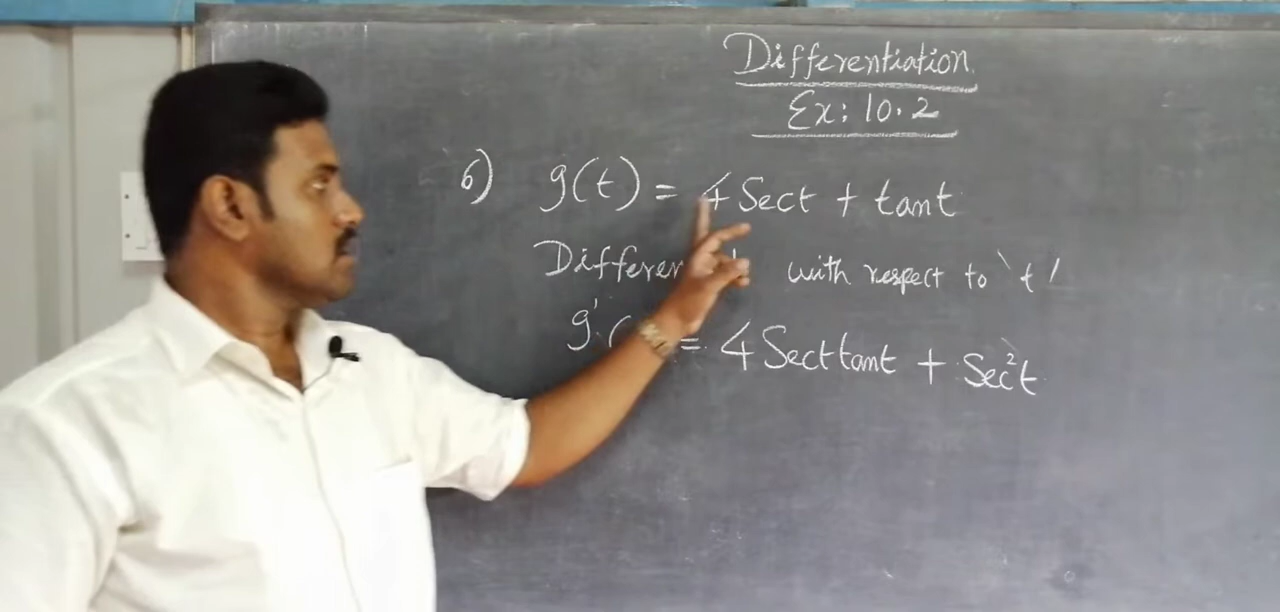 Differentiation
Ex: 10.2
6) g(t) = 4 Sect + tant
with respect to 't'
= 4 Sect tant + Sec²t